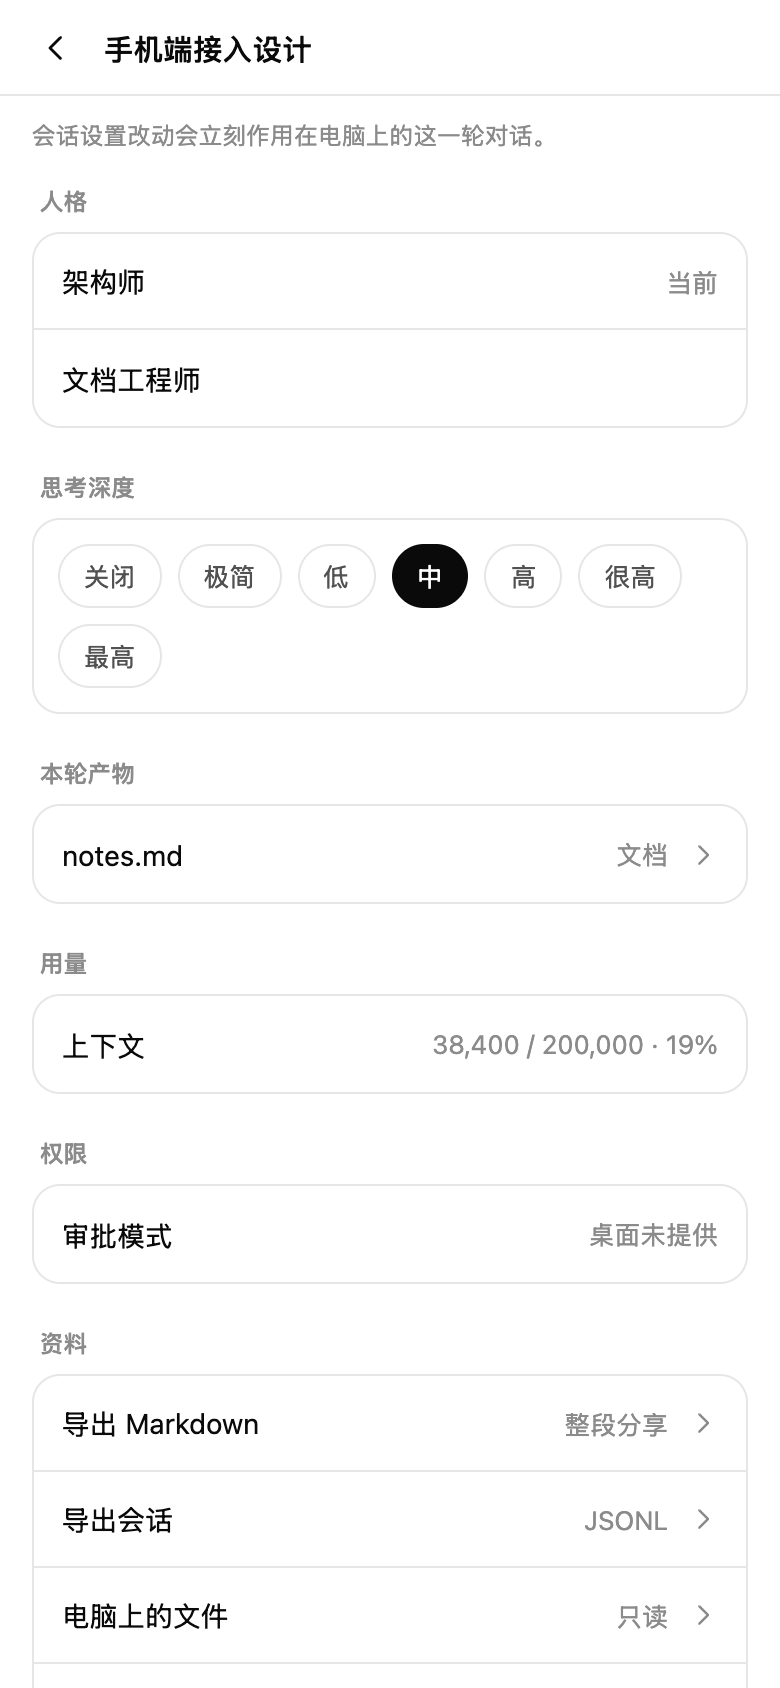 手机端接入设计
会话设置改动会立刻作用在电脑上的这一轮对话。
人格
架构师 当前
文档工程师
思考深度
关闭 极简 低 中 高 很高
最高
本轮产物
notes.md 文档
用量
上下文 38,400 / 200,000 · 19%
权限
审批模式 桌面未提供
资料
导出 Markdown 整段分享
导出会话 JSONL
电脑上的文件 只读